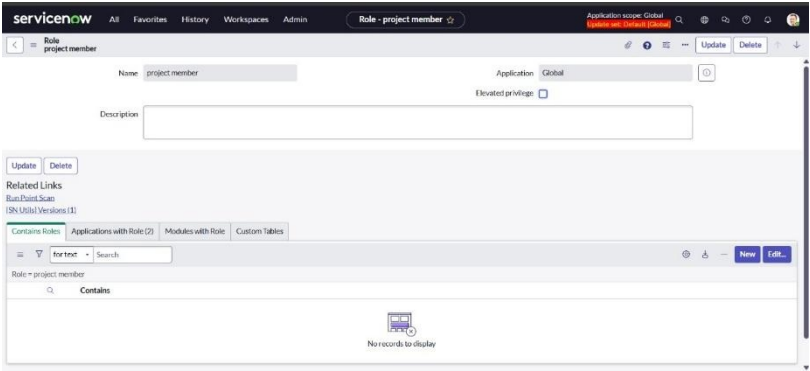 servicenow All Favorites History Workspaces Admin Role - project member Application scope: Global
Update set: Default [Global]
Role
project member
Update Delete
Name project member Application Global
Elevated privilege
Description
Update Delete
Related Links
Run Point Scan
[SN Utils] Versions (1)
Contains Roles Applications with Role (2) Modules with Role Custom Tables
for text Search New Edit...
Role = project member
Contains
No records to display